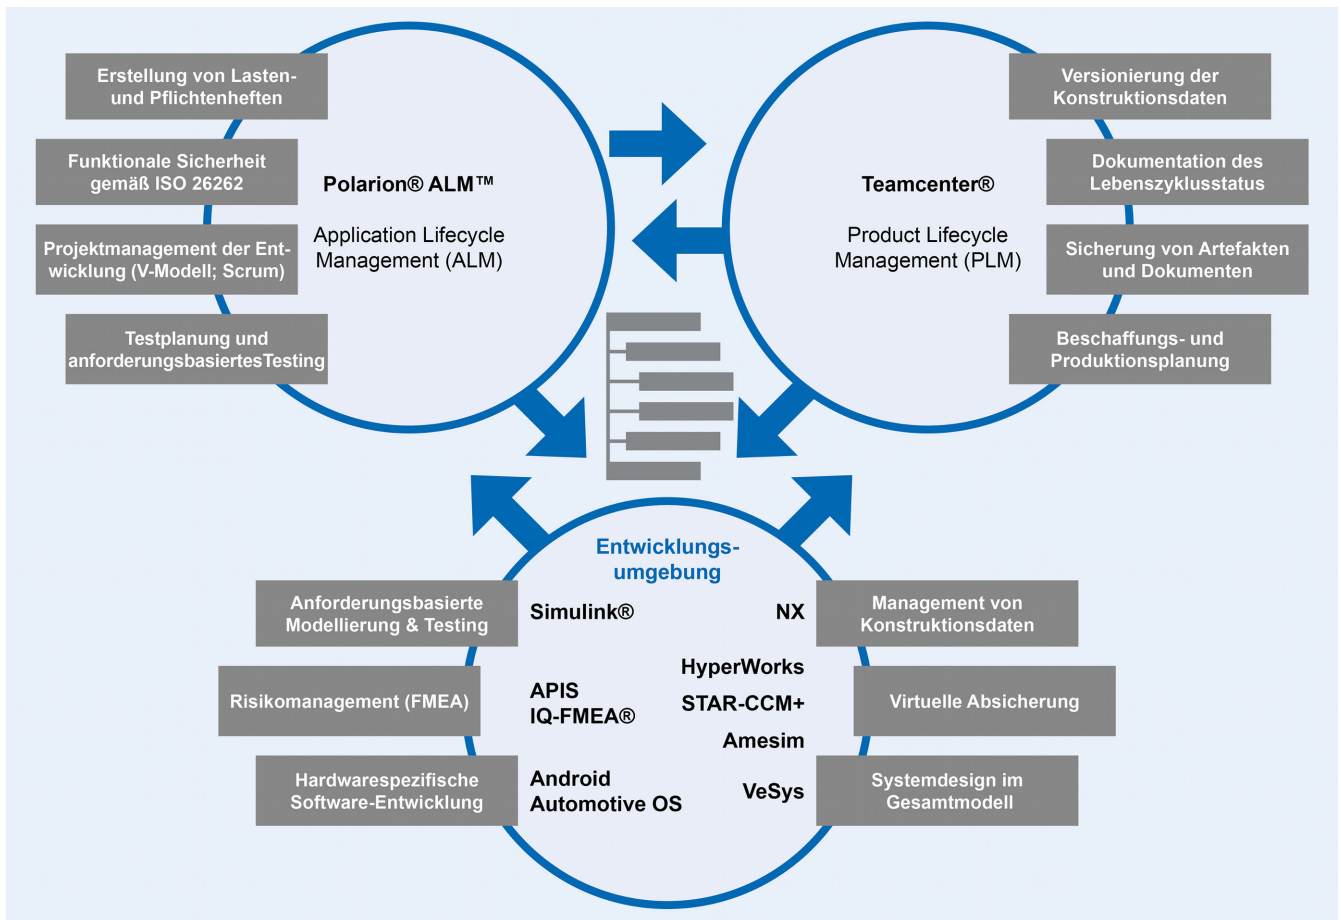 Erstellung von Lasten-
und Pflichtenheften
Funktionale Sicherheit
gemäß ISO 26262
Projektmanagement der Ent-
wicklung (V-Modell; Scrum)
Testplanung und
anforderungsbasiertesTesting
Polarion® ALM™
Application Lifecycle
Management (ALM)
Teamcenter®
Product Lifecycle
Management (PLM)
Versionierung der
Konstruktionsdaten
Dokumentation des
Lebenszyklusstatus
Sicherung von Artefakten
und Dokumenten
Beschaffungs- und
Produktionsplanung
Entwicklungs-
umgebung
Anforderungsbasierte
Modellierung & Testing
Simulink®
Risikomanagement (FMEA)
APIS
IQ-FMEA®
Hardwarespezifische
Software-Entwicklung
Android
Automotive OS
NX
Management von
Konstruktionsdaten
HyperWorks
STAR-CCM+
Amesim
Virtuelle Absicherung
VeSys
Systemdesign im
Gesamtmodell